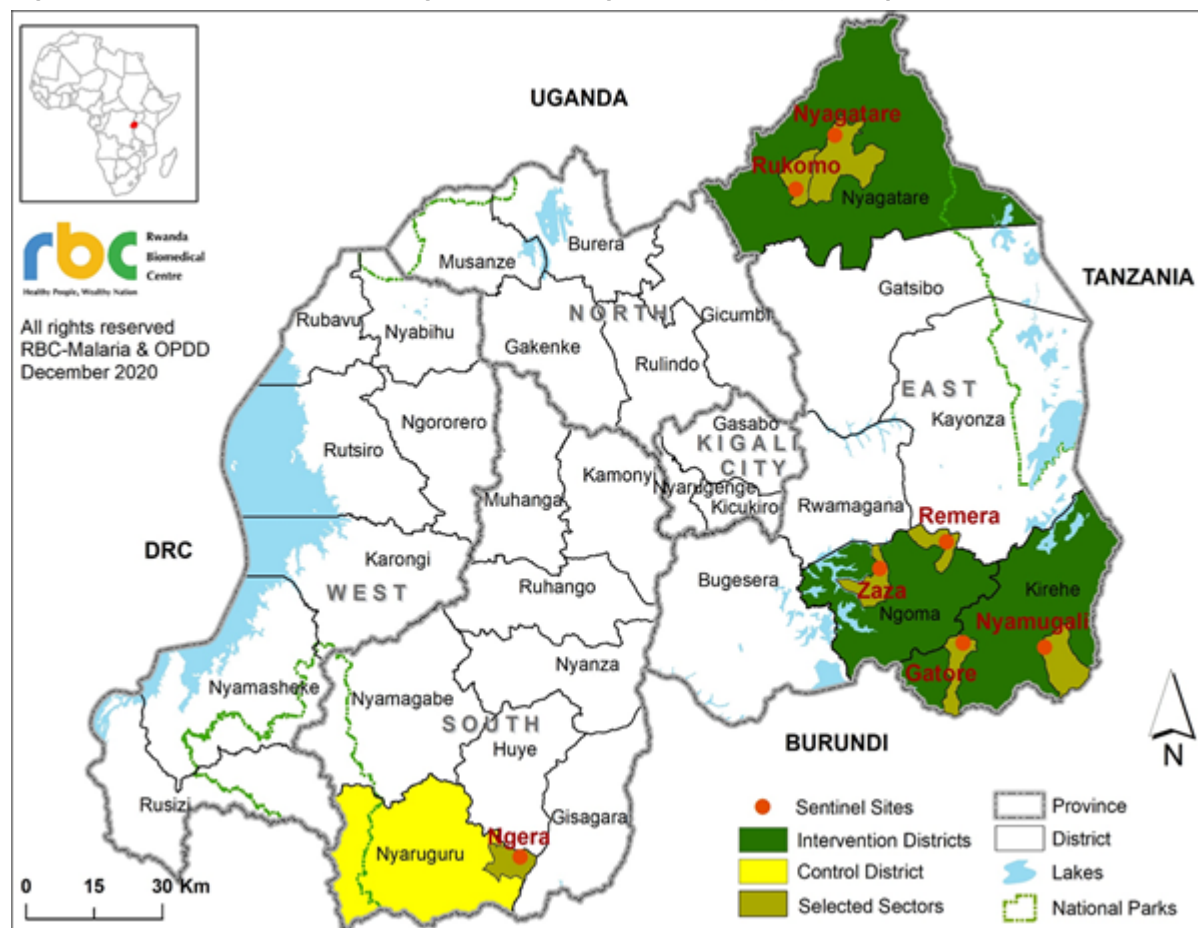 UGANDA
Nyagatare
Rukomo
Nyagatare
rbc Rwanda
Biomedical
Centre
Healthy People, Wealthy Nation
All rights reserved
RBC-Malaria & OPDD
December 2020
Burera
Musanze
Gatsibo
TANZANIA
Rubavu
Nyabihu
NORTH
Gicumbi
Gakenke
Rulindo
EAST
Kayonza
Ngororero
Gasabo
KIGALI
CITY
Rutsiro
Kamonyi
Muhanga
Nyarugenge
Kicukiro
Rwamagana
Remera
DRC
Karongi
WEST
Ruhango
Bugesera
Zaza
Ngoma
Kirehe
Nyamugali
Gatore
Nyanza
Nyamasheke
Nyamagabe
SOUTH
Huye
BURUNDI
N
Rusizi
Gisagara
Ngera
Nyaruguru
0 15 30 Km
Sentinel Sites
Intervention Districts
Control District
Selected Sectors
Province
District
Lakes
National Parks